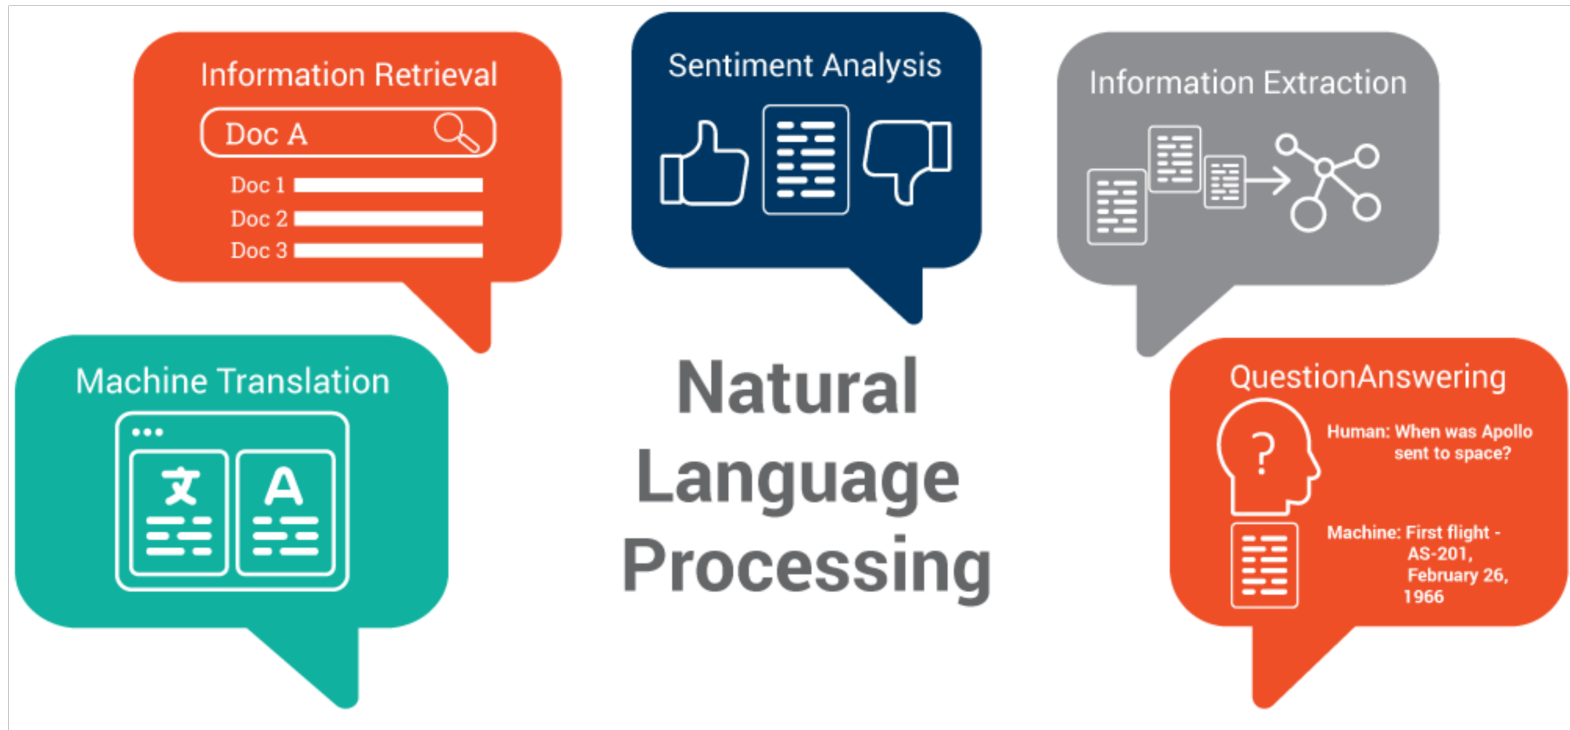 Information Retrieval
Doc A
Doc 1
Doc 2
Doc 3
Sentiment Analysis
Information Extraction
Machine Translation
文 A
Natural
Language
Processing
QuestionAnswering
?
Human: When was Apollo
sent to space?
Machine: First flight -
AS-201,
February 26,
1966